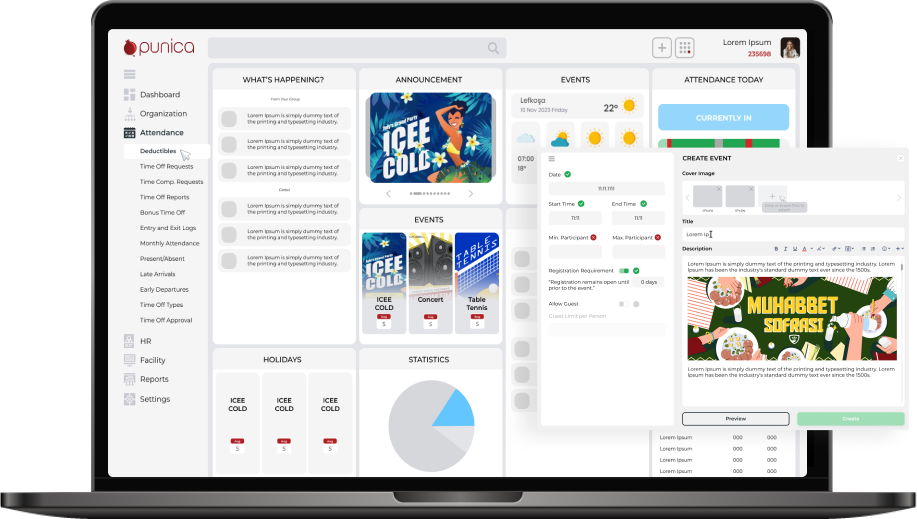 punica
Lorem Ipsum
235698
Dashboard
Organization
Attendance
Deductibles
Time Off Requests
Time Comp. Requests
Time Off Reports
Bonus Time Off
Entry and Exit Logs
Monthly Attendance
Present/Absent
Late Arrivals
Early Departures
Time Off Types
Time Off Approval
HR
Facility
Reports
Settings
WHAT'S HAPPENING?
From Your Group
Lorem Ipsum is simply dummy text of
the printing and typesetting industry.
Lorem Ipsum is simply dummy text of
the printing and typesetting industry.
Lorem Ipsum is simply dummy text of
the printing and typesetting industry.
Lorem Ipsum is simply dummy text of
the printing and typesetting industry.
Lorem Ipsum is simply dummy text of
the printing and typesetting industry.
Lorem Ipsum is simply dummy text of
the printing and typesetting industry.
HOLIDAYS
ICEE
COLD
Aug
5
ICEE
COLD
Aug
5
ICEE
COLD
Aug
5
ANNOUNCEMENT
ICEE
COLD
EVENTS
ICEE
COLD
TABLE
TENNIS
ICEE
COLD
Aug
5
Concert
Aug
5
Table
Tennis
Aug
5
STATISTICS
EVENTS
Lefkoşa
10 Nov 2023 Friday
22°
07:00
18°
ATTENDANCE TODAY
CURRENTLY IN
Date
11.11.1111
Start Time
End Time
11:11
11:11
Min. Participant
Max. Participant
Registration Requirement
"Registration remains open until
prior to the event."
0 days
Allow Guest
Guest Limit per Person
CREATE EVENT
Cover Image
Title
Lorem Ip
Description
B I U A
Lorem Ipsum is simply dummy text of the printing and typesetting industry. Lorem
Ipsum has been the industry's standard dummy text ever since the 1500s.
MUHABBET
SOFRASI
Lorem Ipsum is simply dummy text of the printing and typesetting industry. Lorem
Ipsum has been the industry's standard dummy text ever since the 1500s.
Preview
Create
Lorem Ipsum 000 000
Lorem Ipsum 000 000
Lorem Ipsum 000 000
Lorem Ipsum 000 000